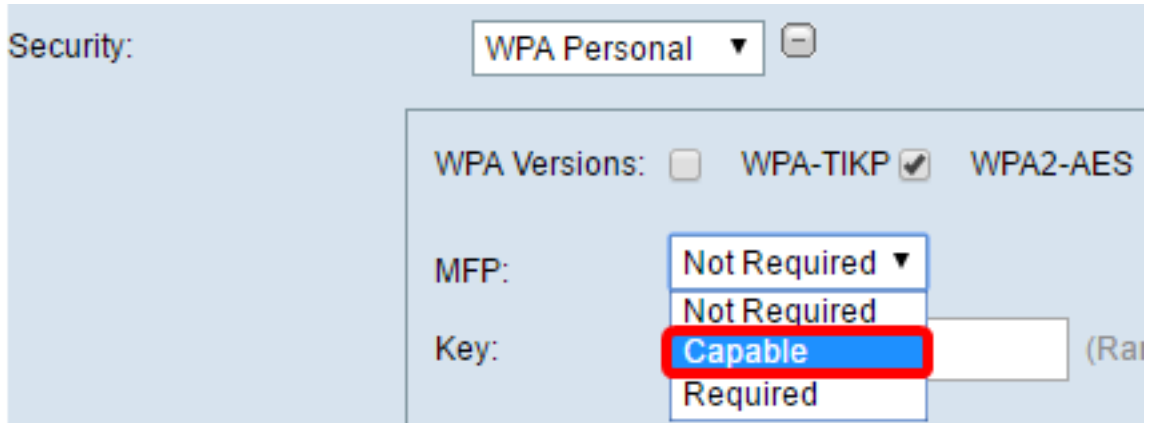 Security: WPA Personal
WPA Versions: WPA-TIKP WPA2-AES
MFP: Not Required
Not Required
Key: Capable
Required